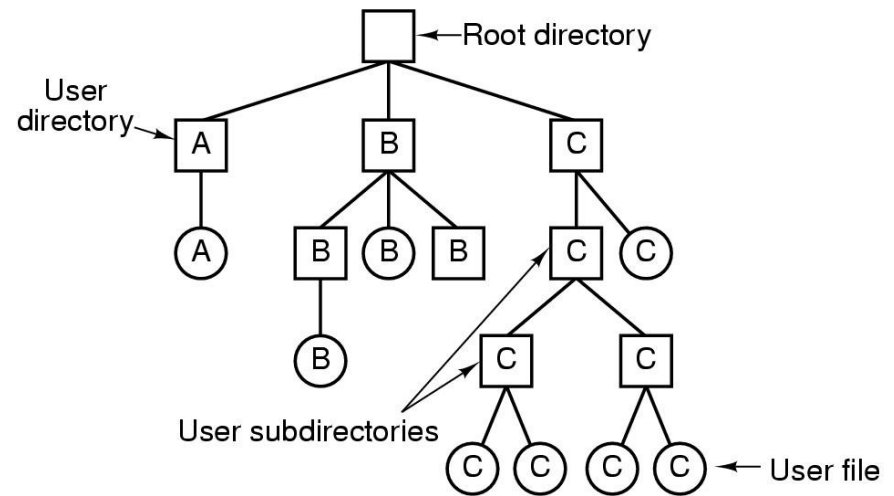 Root directory
User
directory
A
B
C
A
B
B
B
C
C
B
C
C
User subdirectories
C
C
C
C
User file